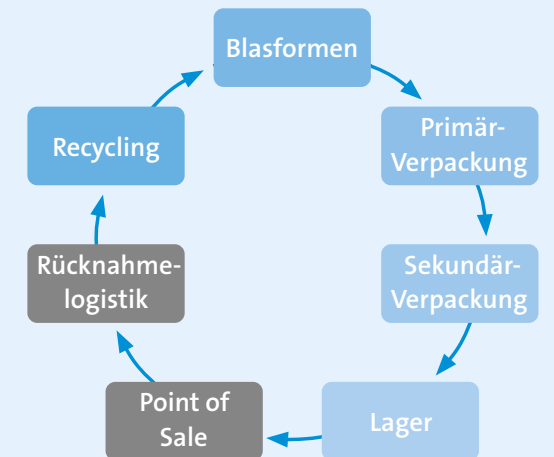 Blasformen
Primär-
Verpackung
Sekundär-
Verpackung
Lager
Point of
Sale
Rücknahme-
logistik
Recycling